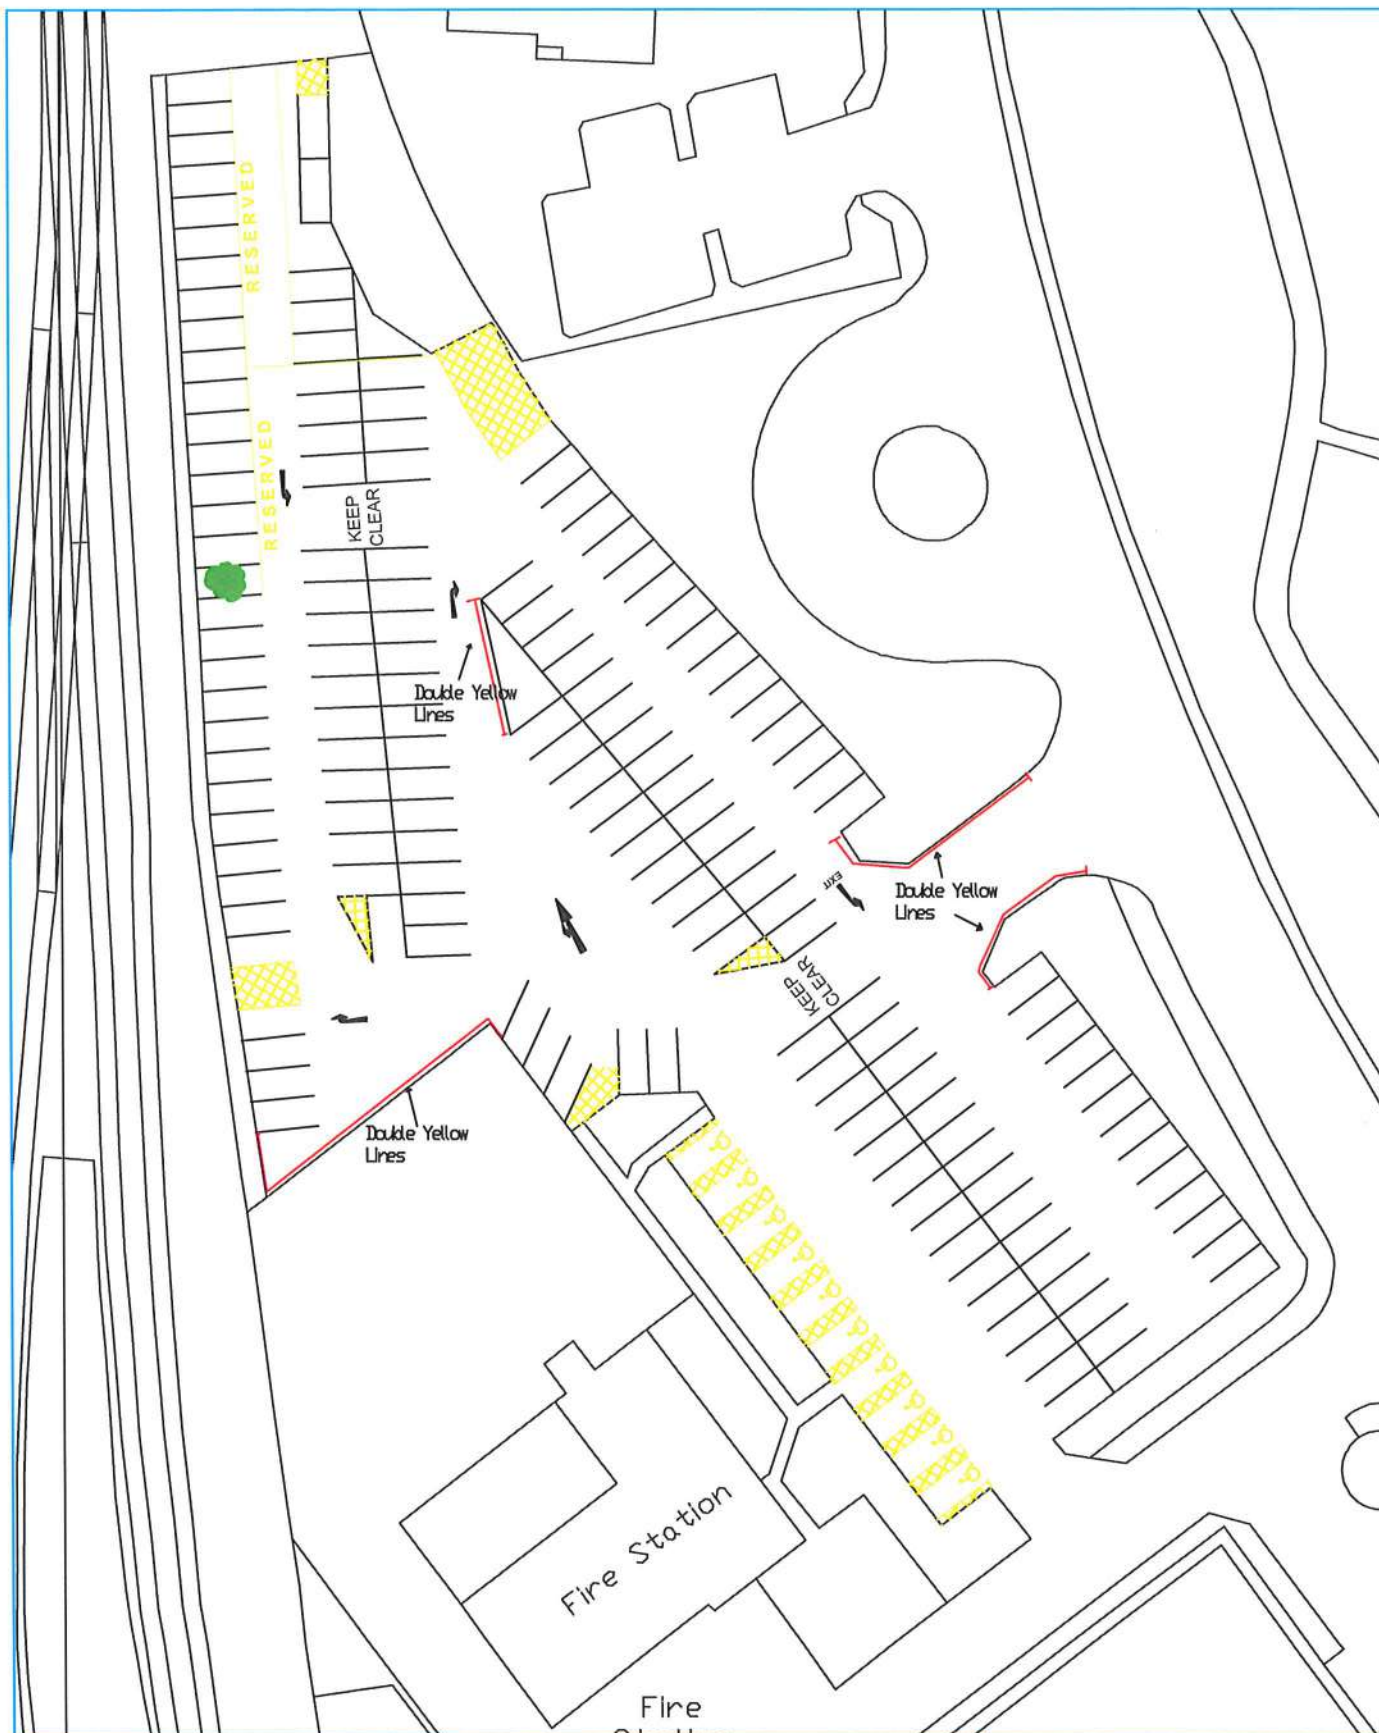 RESERVED
RESERVED
KEEP
CLEAR
Double Yellow
Lines
EXIT
Double Yellow
Lines
KEEP
CLEAR
Double Yellow
Lines
Fire Station
Fire